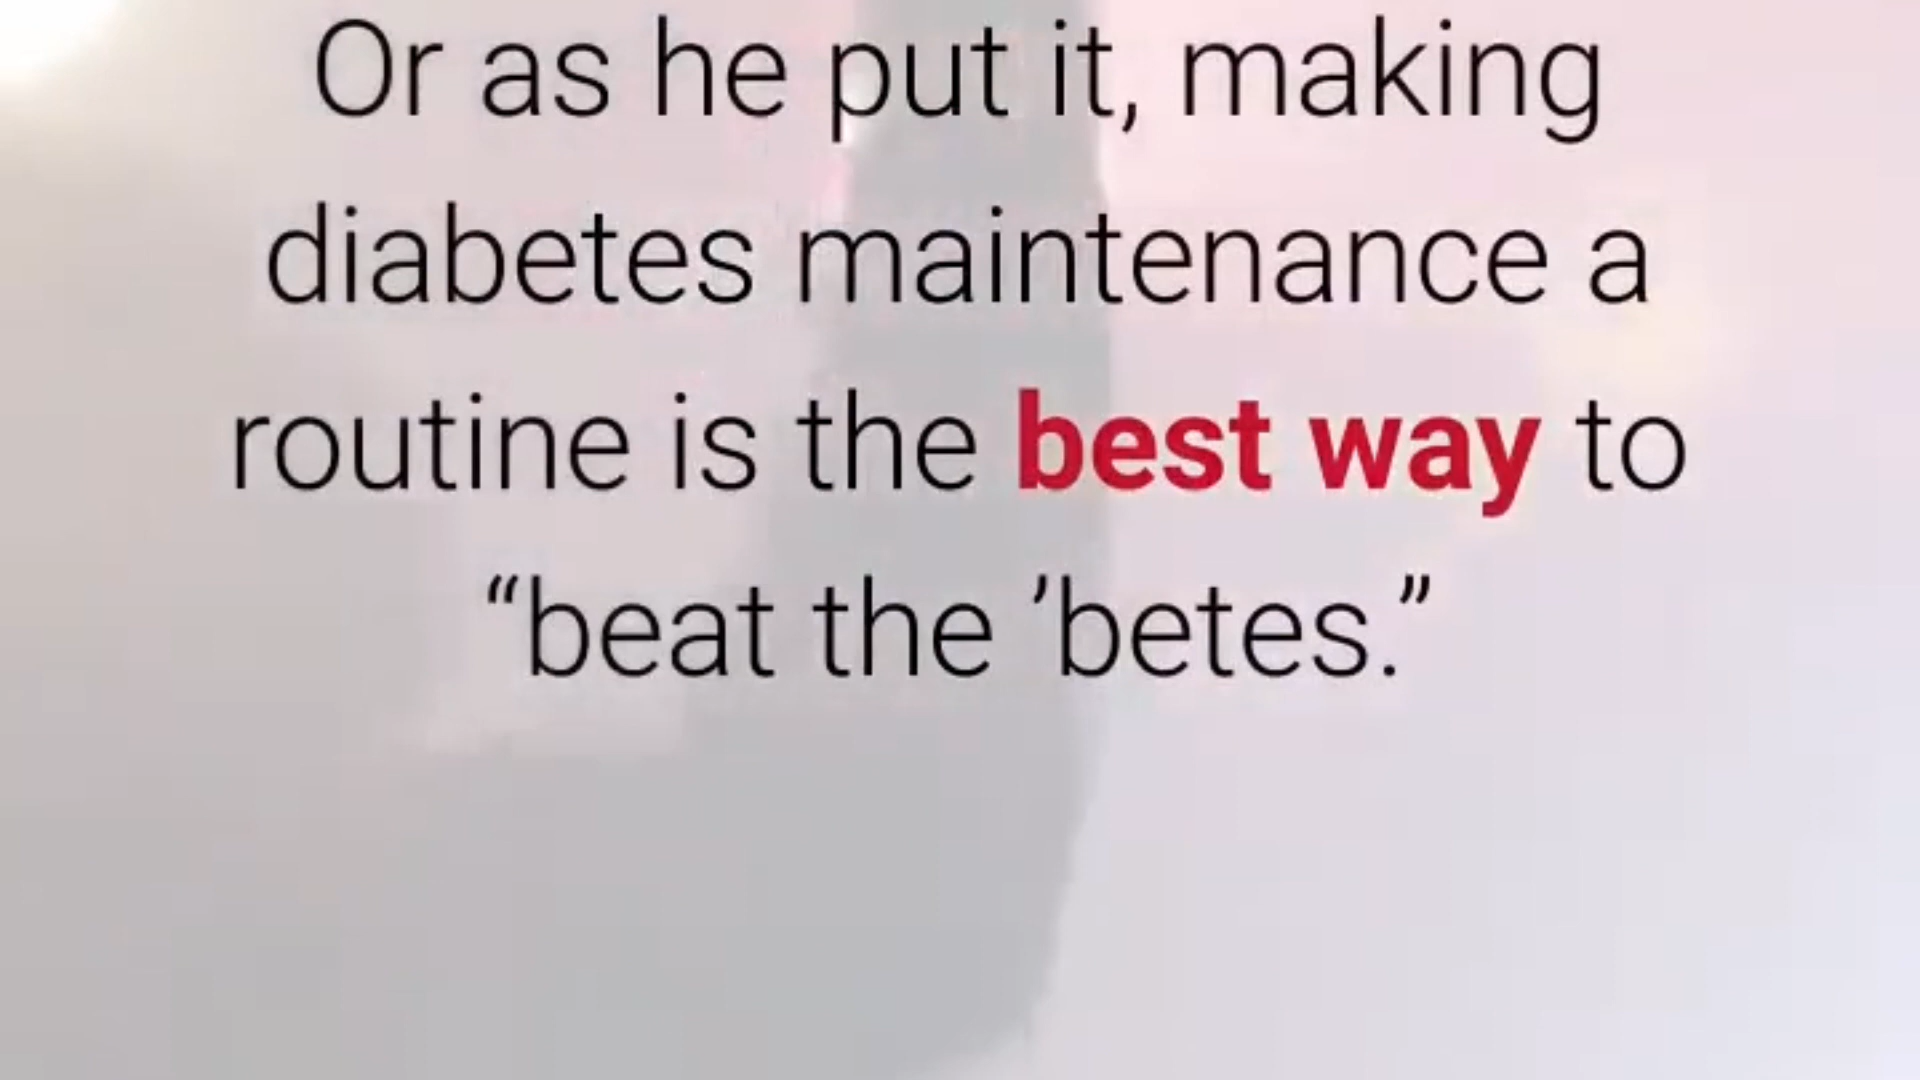 Or as he put it, making
diabetes maintenance a
routine is the best way to
“beat the ’betes.”